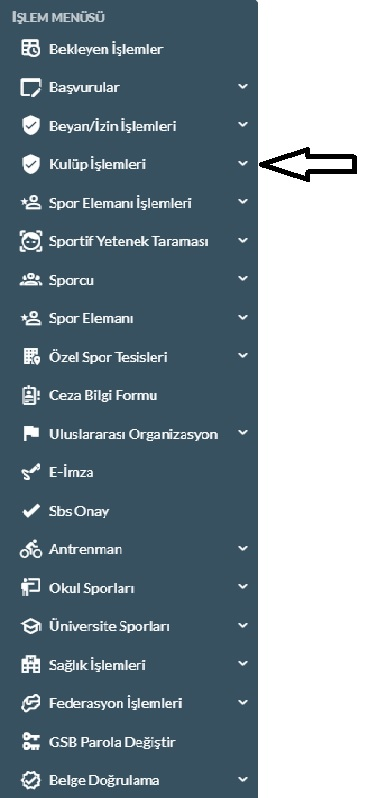 İŞLEM MENÜSÜ
Bekleyen İşlemler
Başvurular
Beyan/İzin İşlemleri
Kulüp İşlemleri
Spor Elemanı İşlemleri
Sportif Yetenek Taraması
Sporcu
Spor Elemanı
Özel Spor Tesisleri
Ceza Bilgi Formu
Uluslararası Organizasyon
E-İmza
Sbs Onay
Antrenman
Okul Sporları
Üniversite Sporları
Sağlık İşlemleri
Federasyon İşlemleri
GSB Parola Değiştir
Belge Doğrulama